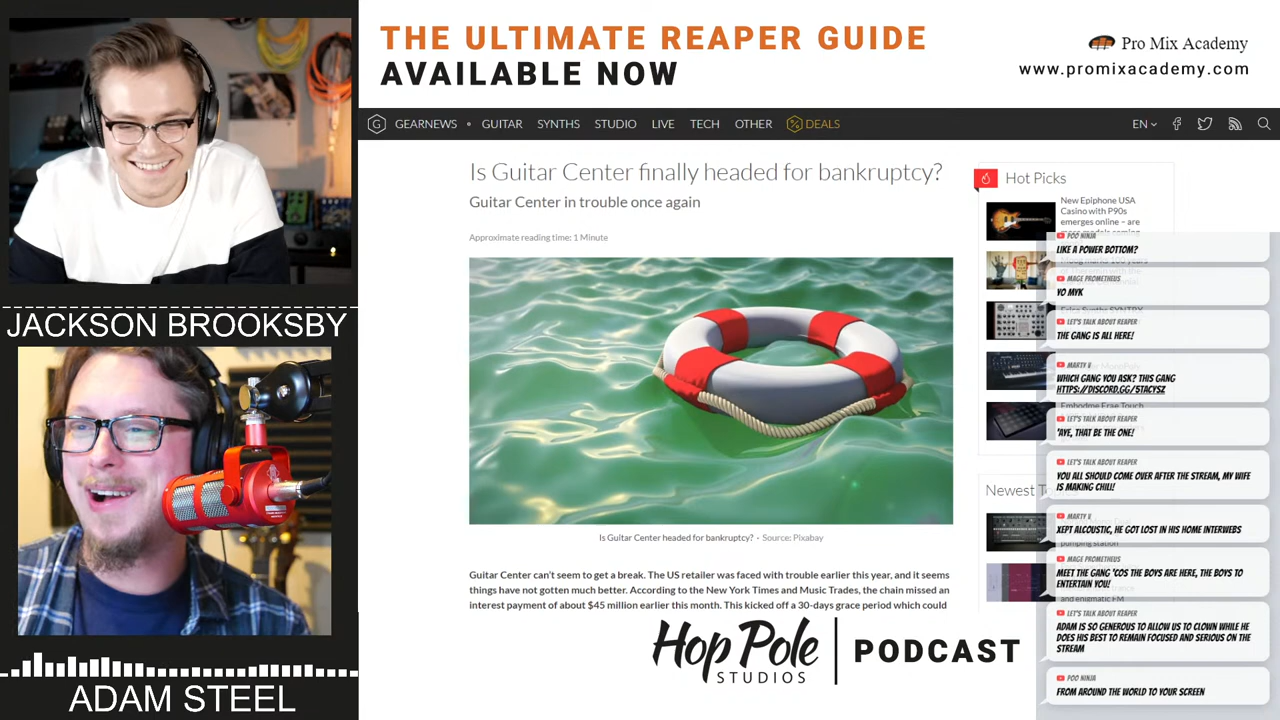 THE ULTIMATE REAPER GUIDE
AVAILABLE NOW
Pro Mix Academy
www.promixacademy.com
GEARNEWS
GUITAR
SYNTHS
STUDIO
LIVE
TECH
OTHER
DEALS
EN
Is Guitar Center finally headed for bankruptcy?
Guitar Center in trouble once again
Approximate reading time: 1 Minute
Is Guitar Center headed for bankruptcy? • Source: Pixabay
Guitar Center can't seem to get a break. The US retailer was faced with trouble earlier this year, and it seems
things have not gotten much better. According to the New York Times and Music Trades, the chain missed an
interest payment of about $45 million earlier this month. This kicked off a 30-days grace period which could
Hot Picks
New Epiphone USA
Casino with P90s
emerges online – are
Newest
JACKSON BROOKSBY
ADAM STEEL
Hop Pole
STUDIOS
PODCAST
POO NINJA
LIKE A POWER BOTTOM?
MAGE PROMETHEUS
YO MYK
LET'S TALK ABOUT REAPER
THE GANG IS ALL HERE!
MARTY
WHICH GANG YOU ASK? THIS GANG
HTTPS://DISCORD.GG/5TACYSZ
LET'S TALK ABOUT REAPER
'AYE, THAT BE THE ONE!
LET'S TALK ABOUT REAPER
YOU ALL SHOULD COME OVER AFTER THE STREAM, MY WIFE
IS MAKING CHILI!
MARTY
XEPT ALCOUSTIC, HE GOT LOST IN HIS HOME INTERWEBS
MAGE PROMETHEUS
MEET THE GANG 'COS THE BOYS ARE HERE, THE BOYS TO
ENTERTAIN YOU!
LET'S TALK ABOUT REAPER
ADAM IS SO GENEROUS TO ALLOW US TO CLOWN WHILE HE
DOES HIS BEST TO REMAIN FOCUSED AND SERIOUS ON THE
STREAM
POO NINJA
FROM AROUND THE WORLD TO YOUR SCREEN